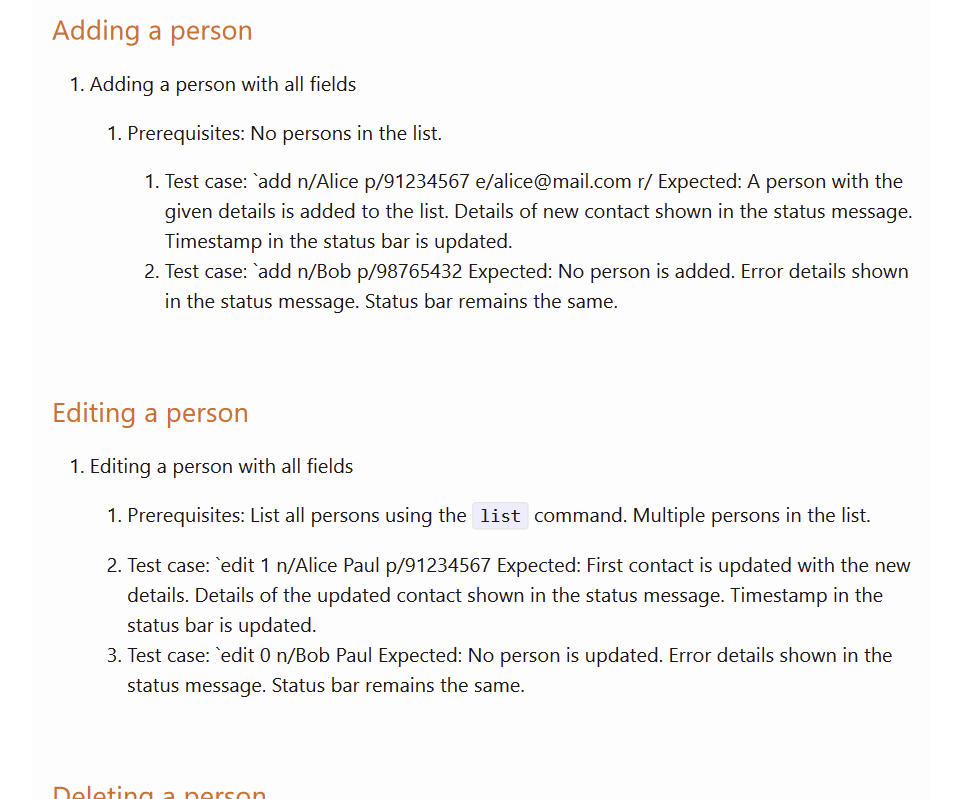 Adding a person
1. Adding a person with all fields
1. Prerequisites: No persons in the list.
1. Test case: `add n/Alice p/91234567 e/alice@mail.com r/ Expected: A person with the
given details is added to the list. Details of new contact shown in the status message.
Timestamp in the status bar is updated.
2. Test case: `add n/Bob p/98765432 Expected: No person is added. Error details shown
in the status message. Status bar remains the same.
Editing a person
1. Editing a person with all fields
1. Prerequisites: List all persons using the list command. Multiple persons in the list.
2. Test case: `edit 1 n/Alice Paul p/91234567 Expected: First contact is updated with the new
details. Details of the updated contact shown in the status message. Timestamp in the
status bar is updated.
3. Test case: `edit 0 n/Bob Paul Expected: No person is updated. Error details shown in the
status message. Status bar remains the same.
Deleting a person